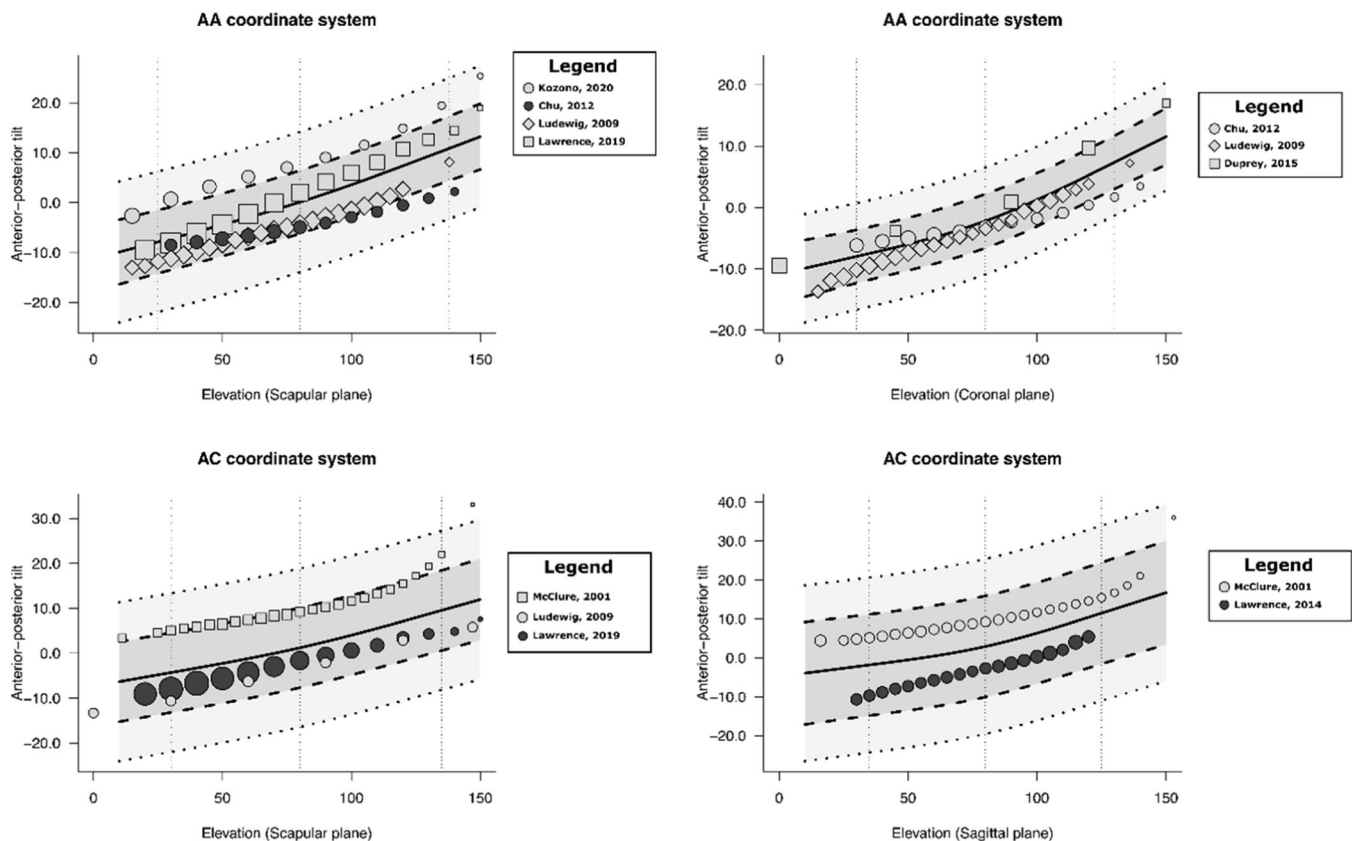 AA coordinate system
Anterior−posterior tilt
20.0
10.0
0.0
−10.0
−20.0
0 50 100 150
Elevation (Scapular plane)
Legend
Kozono, 2020
Chu, 2012
Ludewig, 2009
Lawrence, 2019
AA coordinate system
Anterior−posterior tilt
20.0
10.0
0.0
−10.0
−20.0
0 50 100 150
Elevation (Coronal plane)
Legend
Chu, 2012
Ludewig, 2009
Duprey, 2015
AC coordinate system
Anterior−posterior tilt
30.0
20.0
10.0
0.0
−10.0
−20.0
0 50 100 150
Elevation (Scapular plane)
Legend
McClure, 2001
Ludewig, 2009
Lawrence, 2019
AC coordinate system
Anterior−posterior tilt
40.0
30.0
20.0
10.0
0.0
−10.0
−20.0
0 50 100 150
Elevation (Sagittal plane)
Legend
McClure, 2001
Lawrence, 2014